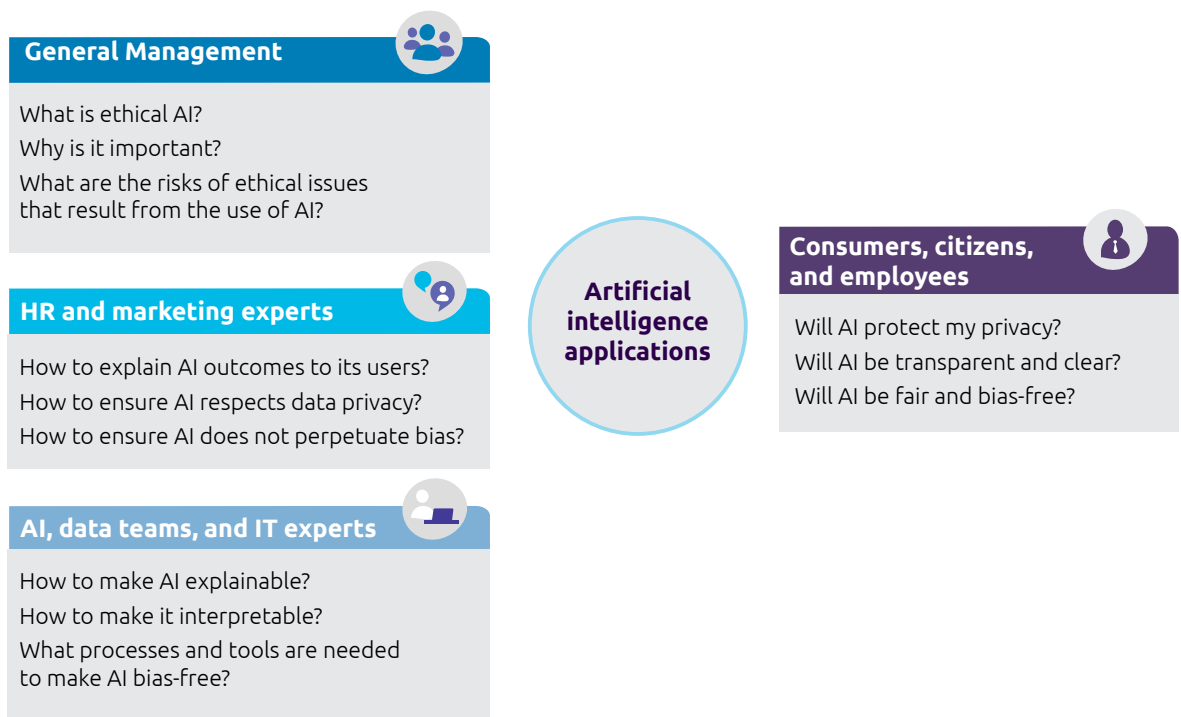 General Management
What is ethical AI?
Why is it important?
What are the risks of ethical issues
that result from the use of AI?
HR and marketing experts
How to explain AI outcomes to its users?
How to ensure AI respects data privacy?
How to ensure AI does not perpetuate bias?
AI, data teams, and IT experts
How to make AI explainable?
How to make it interpretable?
What processes and tools are needed
to make AI bias-free?
Artificial
intelligence
applications
Consumers, citizens,
and employees
Will AI protect my privacy?
Will AI be transparent and clear?
Will AI be fair and bias-free?